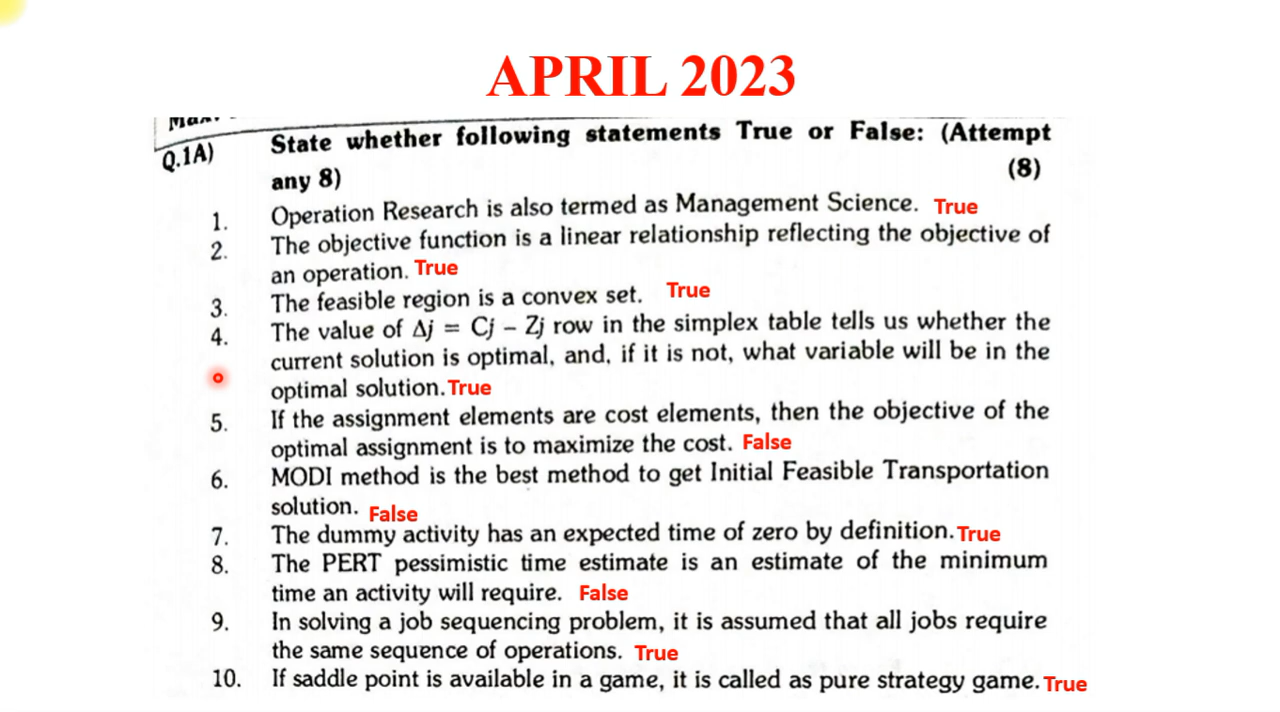 APRIL 2023
Max.
Q.1A) State whether following statements True or False: (Attempt
any 8) (8)
1. Operation Research is also termed as Management Science. True
2. The objective function is a linear relationship reflecting the objective of
an operation. True
3. The feasible region is a convex set. True
4. The value of Δj = Cj – Zj row in the simplex table tells us whether the
current solution is optimal, and, if it is not, what variable will be in the
optimal solution. True
5. If the assignment elements are cost elements, then the objective of the
optimal assignment is to maximize the cost. False
6. MODI method is the best method to get Initial Feasible Transportation
solution. False
7. The dummy activity has an expected time of zero by definition. True
8. The PERT pessimistic time estimate is an estimate of the minimum
time an activity will require. False
9. In solving a job sequencing problem, it is assumed that all jobs require
the same sequence of operations. True
10. If saddle point is available in a game, it is called as pure strategy game. True